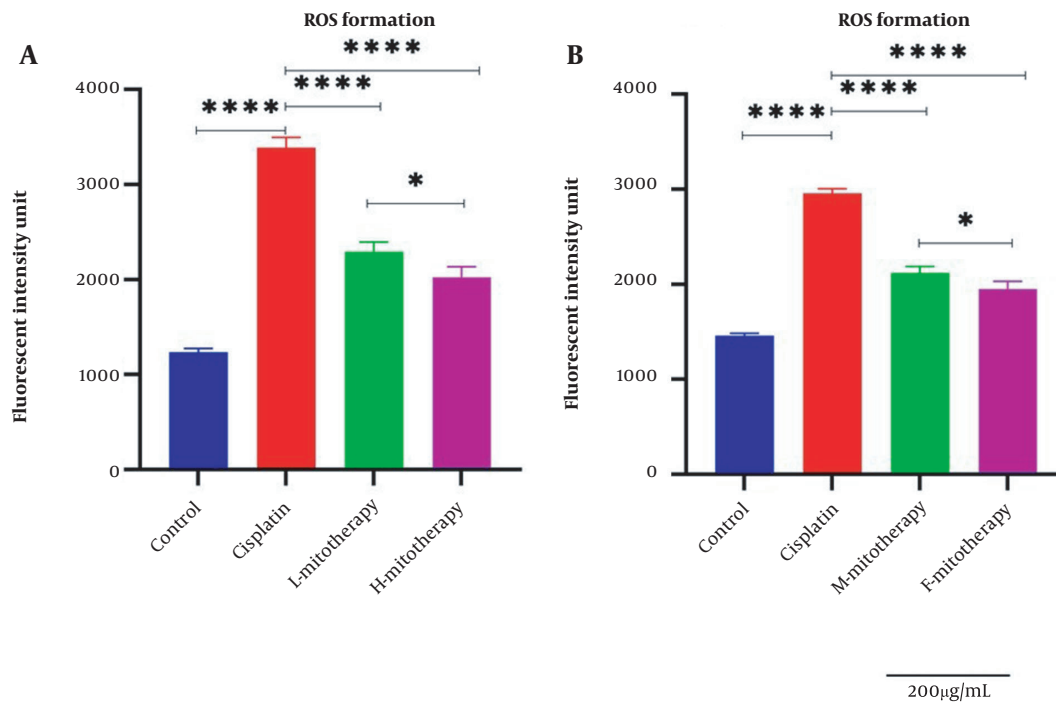 A
ROS formation
****
****
****
*
4000
3000
2000
1000
0
Fluorescent intensity unit
Control
Cisplatin
L-mitotherapy
H-mitotherapy
B
ROS formation
****
****
****
*
4000
3000
2000
1000
0
Fluorescent intensity unit
Control
Cisplatin
M-mitotherapy
F-mitotherapy
200µg/mL